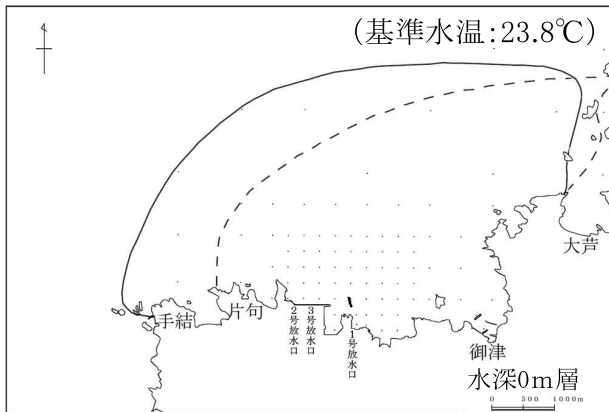 (基準水温:23.8℃)
大芦
手結
片句
2号放水口
3号放水口
1号放水口
御津
水深0m層
0 500 1000m